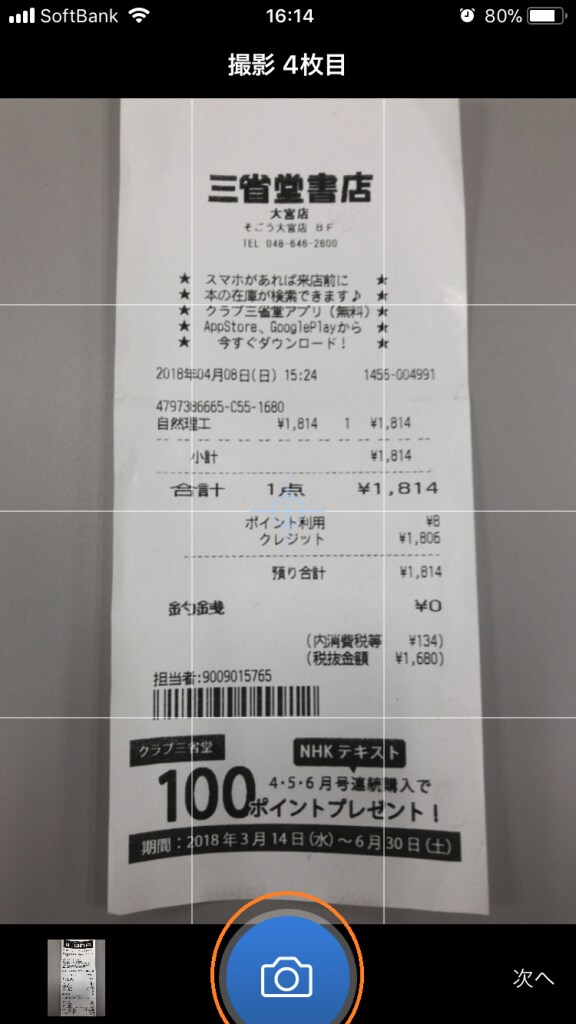 SoftBank 16:14 80%
撮影 4枚目
三省堂書店
大宮店
そごう大宮店 8F
TEL 048-646-2600
★ スマホがあれば来店前に ★
★ 本の在庫が検索できます♪ ★
★ クラブ三省堂アプリ(無料) ★
★ AppStore、GooglePlayから ★
★ 今すぐダウンロード! ★
2018年04月08日(日) 15:24 1456-004991
4797386665-C55-1680
自然理工 ¥1,814 1 ¥1,814
小計 ¥1,814
合計 1点 ¥1,814
ポイント利用 ¥8
クレジット ¥1,806
預り合計 ¥1,814
釣銭 ¥0
(内消費税等 ¥134)
(税抜金額 ¥1,680)
担当者:9009015765
クラブ三省堂 NHK テキスト
100 4・5・6月号連続購入で
ポイントプレゼント!
期間:2018年3月14日(水)~6月30日(土)
次へ